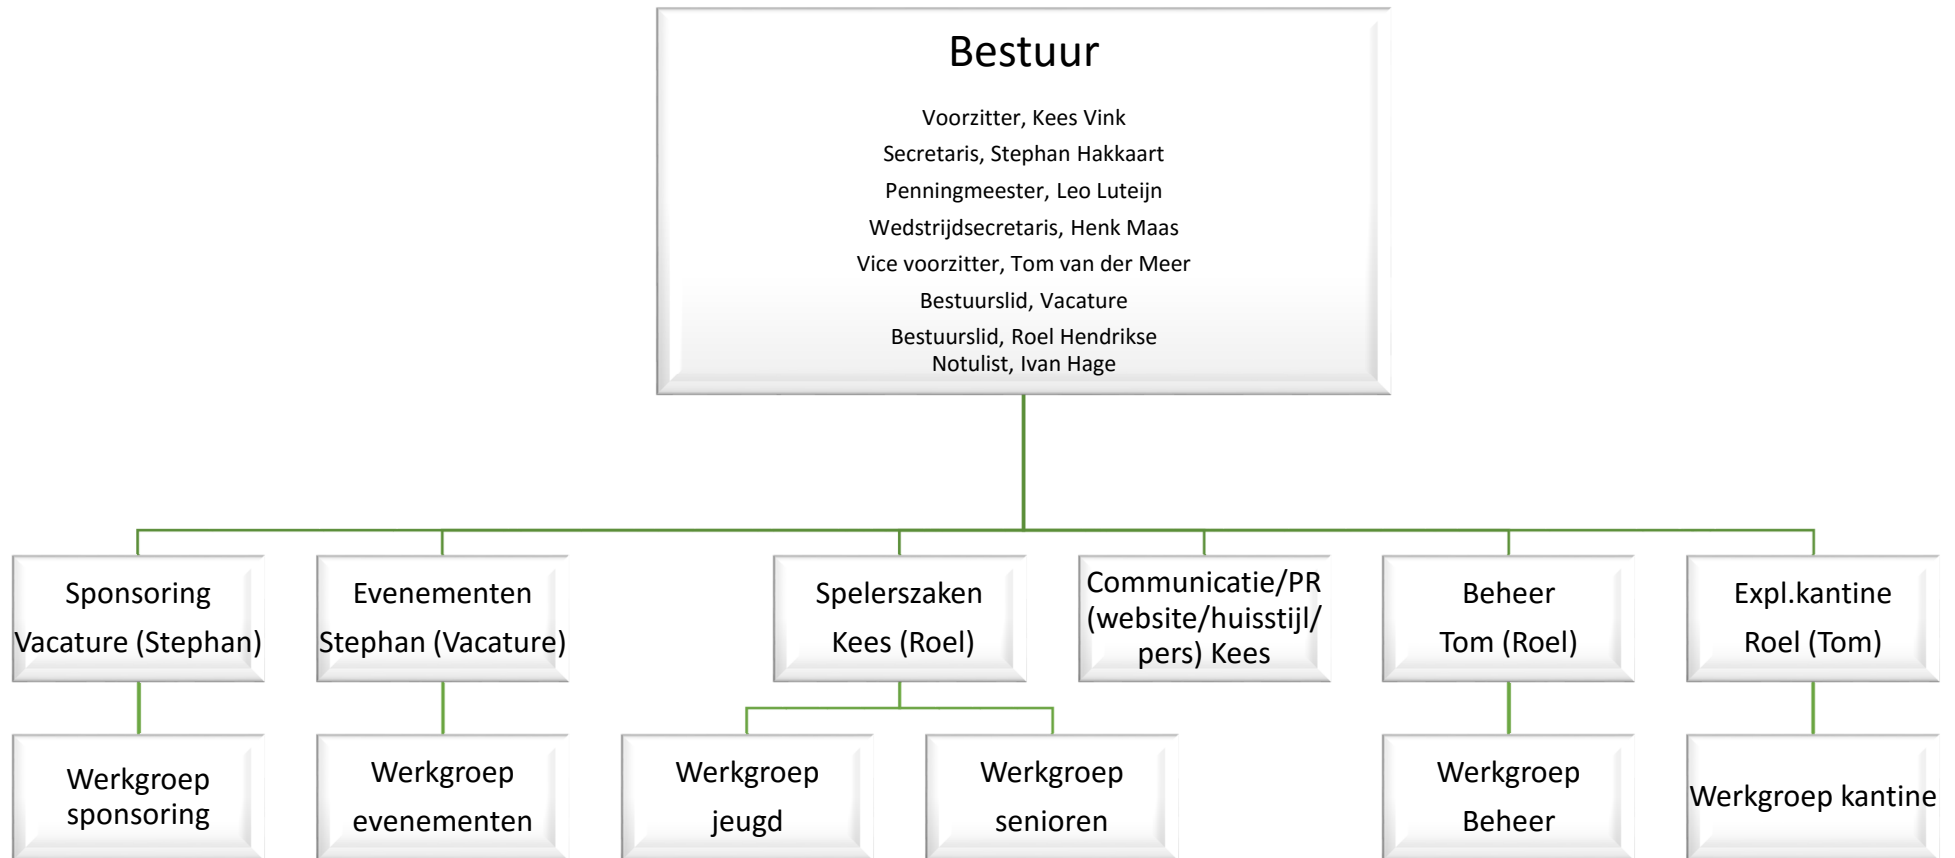 Bestuur
Voorzitter, Kees Vink
Secretaris, Stephan Hakkaart
Penningmeester, Leo Luteijn
Wedstrijdsecretaris, Henk Maas
Vice voorzitter, Tom van der Meer
Bestuurslid, Vacature
Bestuurslid, Roel Hendrikse
Notulist, Ivan Hage
Sponsoring
Vacature (Stephan)
Evenementen
Stephan (Vacature)
Spelerszaken
Kees (Roel)
Communicatie/PR
(website/huisstijl/
pers) Kees
Beheer
Tom (Roel)
Expl.kantine
Roel (Tom)
Werkgroep
sponsoring
Werkgroep
evenementen
Werkgroep
jeugd
Werkgroep
senioren
Werkgroep
Beheer
Werkgroep kantine